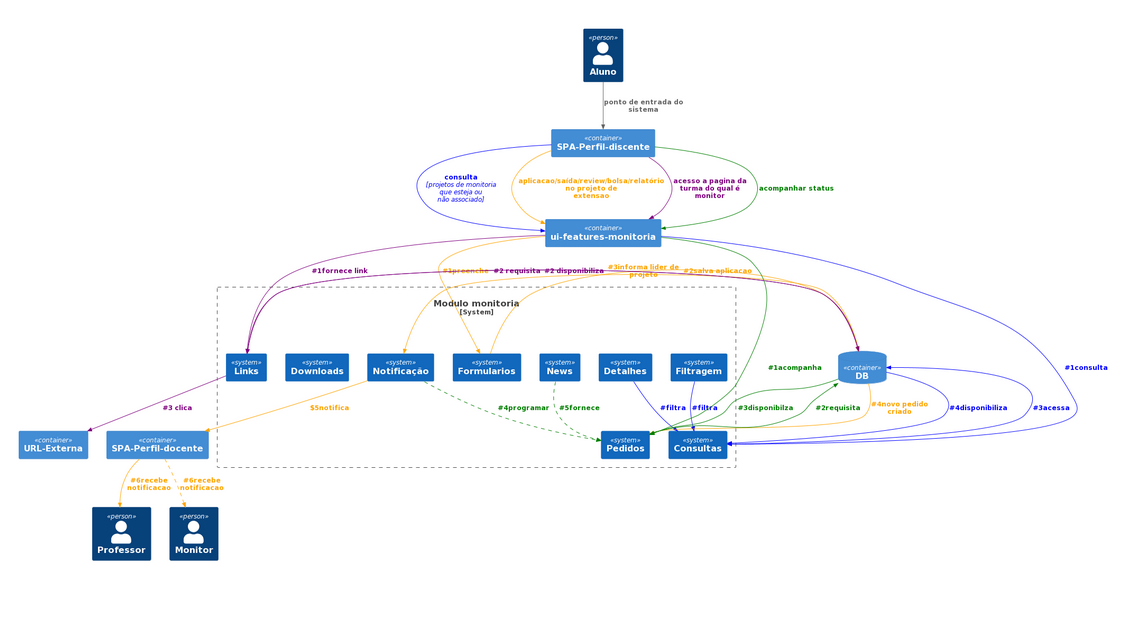 «person»
Aluno
ponto de entrada do
sistema
«container»
SPA-Perfil-discente
consulta
[projetos de monitoria
que esteja ou
não associado]
aplicacao/saída/review/bolsa/relatório
no projeto de
extensao
acesso a pagina da
turma do qual é
monitor
acompanhar status
«container»
ui-features-monitoria
#1fornece link
#1preenche
#2 requisita
#2 disponibiliza
#3informa lider de
projeto
#2salva aplicacao
Modulo monitoria
[System]
«system»
Links
«system»
Downloads
«system»
Notificação
«system»
Formularios
«system»
News
«system»
Detalhes
«system»
Filtragem
#1acompanha
«container»
DB
#1consulta
#3 clica
$5notifica
#4programar
#5fornece
#filtra
#filtra
#3disponibilza
#2requisita
#4novo pedido
criado
#4disponibiliza
#3acessa
«container»
URL-Externa
«container»
SPA-Perfil-docente
«system»
Pedidos
«system»
Consultas
#6recebe
notificacao
#6recebe
notificacao
«person»
Professor
«person»
Monitor